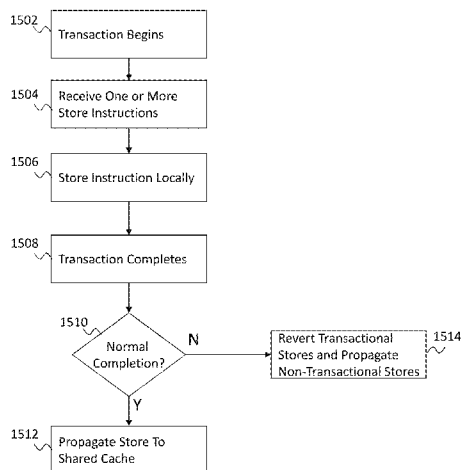 1502
Transaction Begins
1504
Receive One or More
Store Instructions
1506
Store Instruction Locally
1508
Transaction Completes
1510
Normal
Completion?
N
Revert Transactional
Stores and Propagate
Non-Transactional Stores
1514
Y
1512
Propagate Store To
Shared Cache